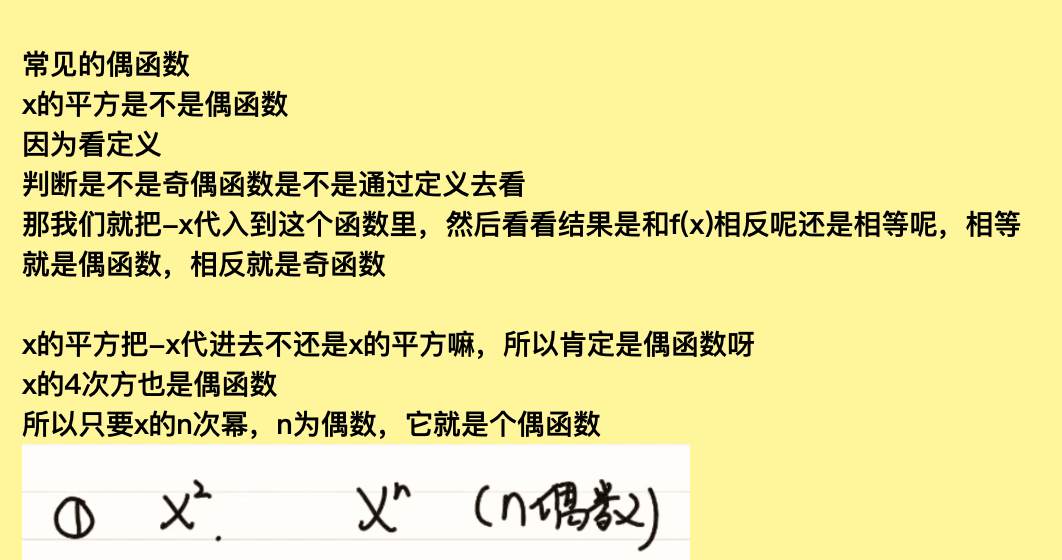 常见的偶函数
x的平方是不是偶函数
因为看定义
判断是不是奇偶函数是不是通过定义去看
那我们就把-x代入到这个函数里，然后看看结果是和f(x)相反呢还是相等呢，相等
就是偶函数，相反就是奇函数
x的平方把-x代进去不还是x的平方嘛，所以肯定是偶函数呀
x的4次方也是偶函数
所以只要x的n次幂，n为偶数，它就是个偶函数
① x². xⁿ (n偶数)